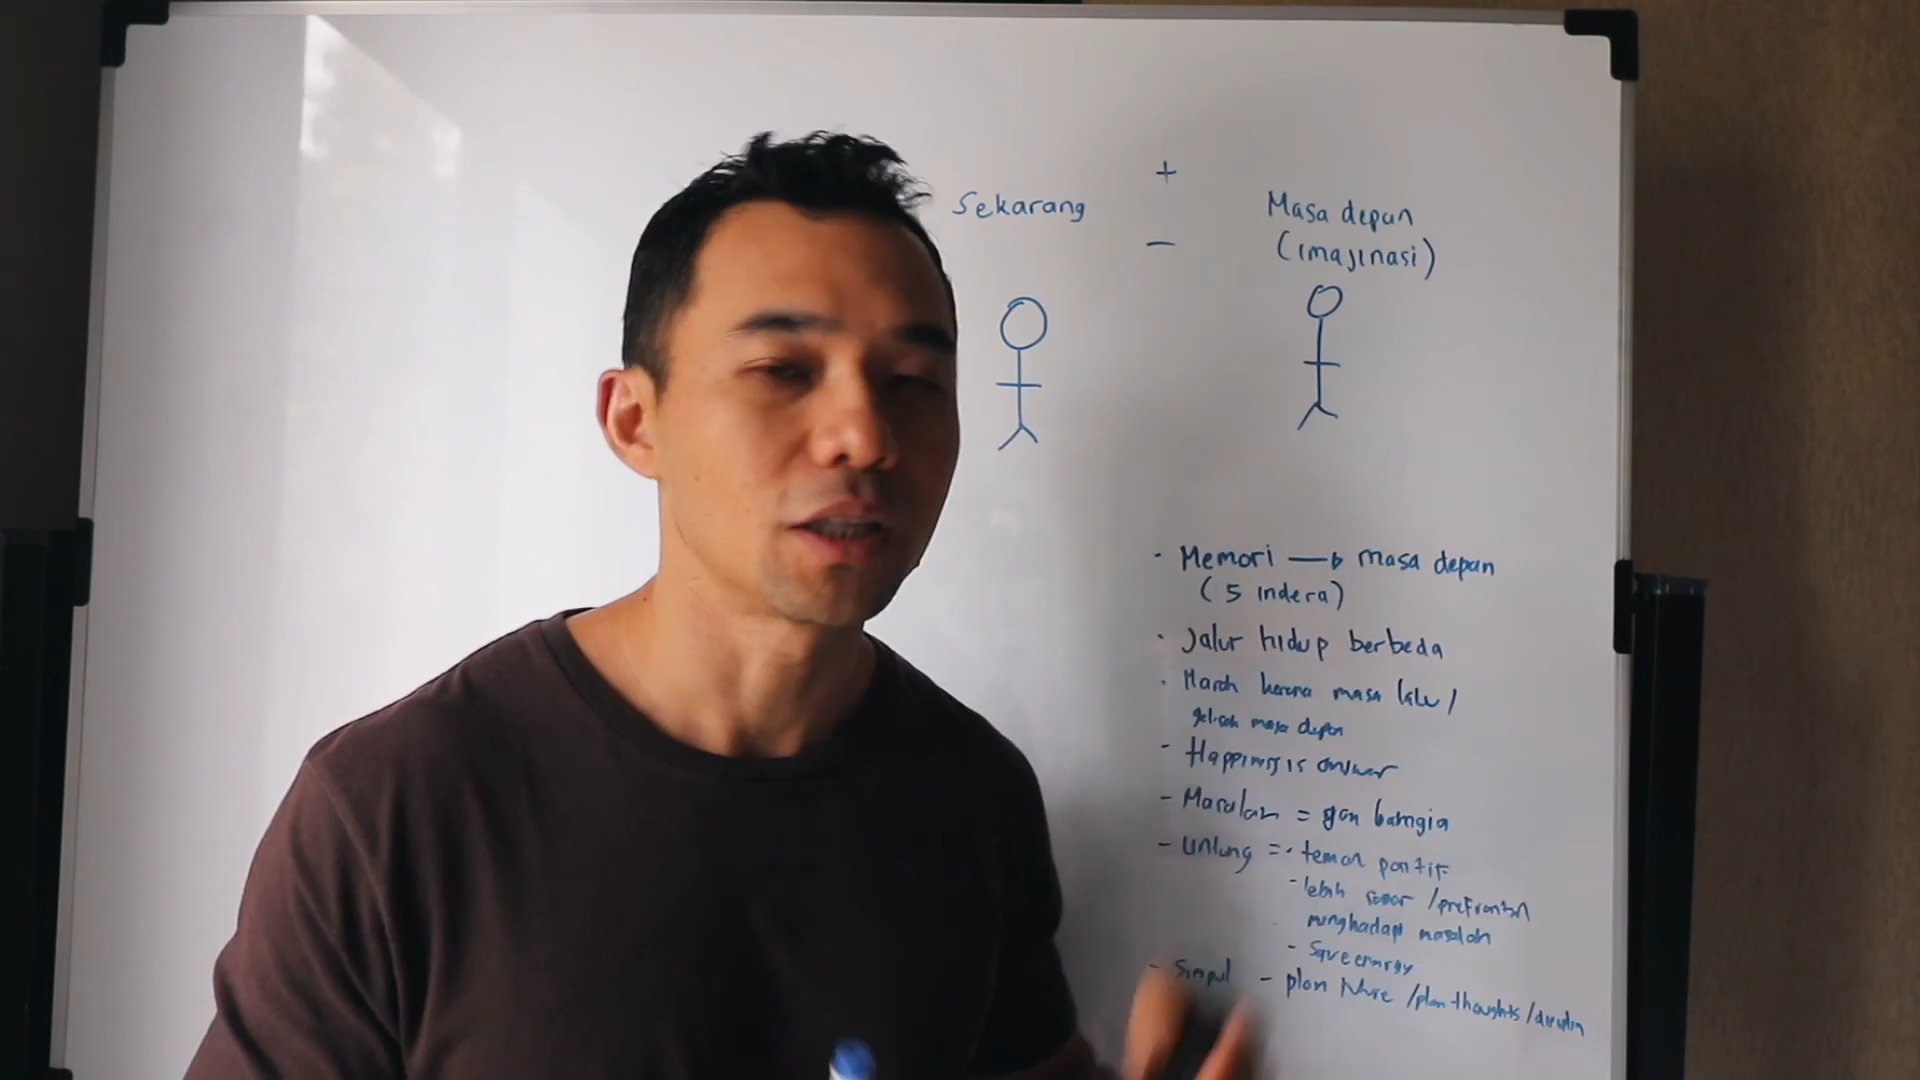 Sekarang
+
-
Masa depan
(imajinasi)
· Memori → masa depan
(5 indera)
· Jalur hidup berbeda
· Marah karena masa lalu /
gelisah masa depan
- Happiness is answer
- Masalah = gan bahagia
- Untung = · teman positif
- lebih /prefrontal
menghadapi masalah
- Save energy
- Simpul - plan future /plan thoughts /disiplin